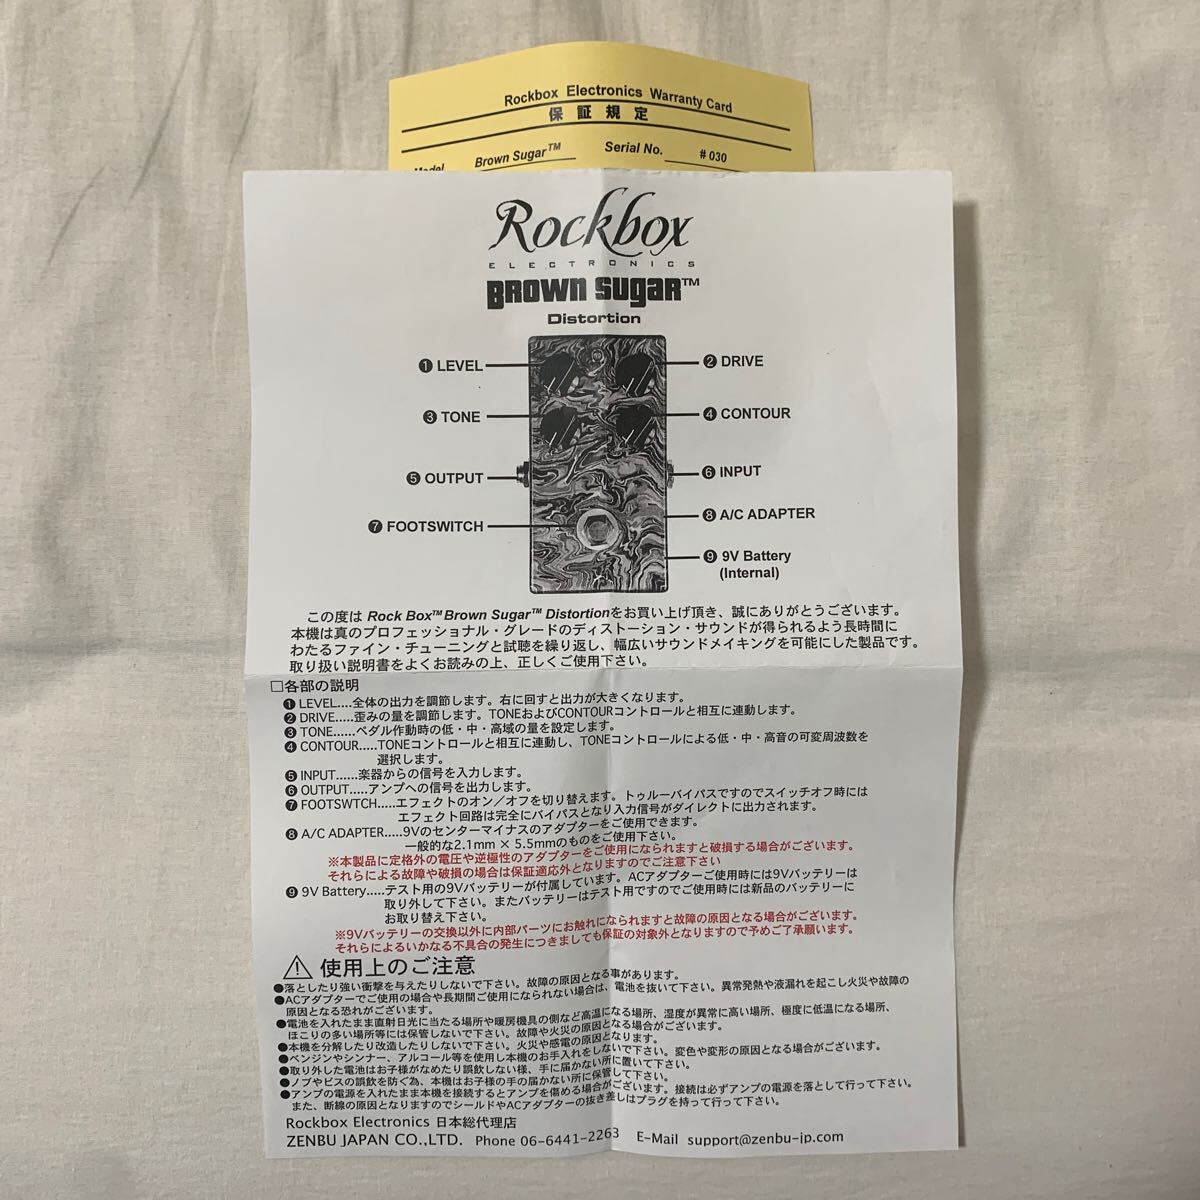 Rockbox Electronics Warranty Card
保証規定
Model Brown Sugar™ Serial No. #030
Rockbox
ELECTRONICS
BROWN SUGAR™
Distortion
❶ LEVEL
❷ DRIVE
❸ TONE
❹ CONTOUR
❺ OUTPUT
❻ INPUT
❼ FOOTSWITCH
❽ A/C ADAPTER
❾ 9V Battery
(Internal)
この度は Rock Box™ Brown Sugar™ Distortionをお買い上げ頂き、誠にありがとうございます。
本機は真のプロフェッショナル・グレードのディストーション・サウンドが得られるよう長時間に
わたるファイン・チューニングと試聴を繰り返し、幅広いサウンドメイキングを可能にした製品です。
取り扱い説明書をよくお読みの上、正しくご使用下さい。
□各部の説明
❶ LEVEL....全体の出力を調節します。右に回すと出力が大きくなります。
❷ DRIVE.....歪みの量を調節します。TONEおよびCONTOURコントロールと相互に連動します。
❸ TONE......ペダル作動時の低・中・高域の量を設定します。
❹ CONTOUR.....TONEコントロールと相互に連動し、TONEコントロールによる低・中・高音の可変周波数を
選択します。
❺ INPUT......楽器からの信号を入力します。
❻ OUTPUT.....アンプへの信号を出力します。
❼ FOOTSWTCH.....エフェクトのオン／オフを切り替えます。トゥルーバイパスですのでスイッチオフ時には
エフェクト回路は完全にバイパスとなり入力信号がダイレクトに出力されます。
❽ A/C ADAPTER.....9Vのセンターマイナスのアダプターをご使用できます。
一般的な2.1mm × 5.5mmのものをご使用下さい。
※本製品に定格外の電圧や逆極性のアダプターをご使用になられますと破損する場合がございます。
それらによる故障や破損の場合は保証適応外となりますのでご注意下さい
❾ 9V Battery.....テスト用の9Vバッテリーが付属しています。ACアダプターご使用時には9Vバッテリーは
取り外して下さい。またバッテリーはテスト用ですのでご使用時には新品のバッテリーに
お取り替え下さい。
※9Vバッテリーの交換以外に内部パーツにお触れになられますと故障の原因となる場合がございます。
それらによるいかなる不具合の発生につきましても保証の対象外となりますので予めご了承願います。
⚠ 使用上のご注意
●落としたり強い衝撃を与えたりしないで下さい。故障の原因となる事があります。
●ACアダプターでご使用の場合や長期間ご使用になられない場合は、電池を抜いて下さい。異常発熱や液漏れを起こし火災や故障の
原因となる恐れがございます。
●電池を入れたまま直射日光に当たる場所や暖房機具の側など高温になる場所、湿度が異常に高い場所、極度に低温になる場所、
ほこりの多い場所等には保管しないで下さい。故障や火災の原因となる場合がございます。
●本機を分解したり改造したりしないで下さい。火災や感電の原因となります。
●ベンジンやシンナー、アルコール等を使用し本機のお手入れをしないで下さい。変色や変形の原因となる場合がございます。
●取り外した電池はお子様がなめたり誤飲しない様、手に届かない所に置いて下さい。
●ノブやビスの誤飲を防ぐ為、本機はお子様の手の届かない所に保管して下さい。
●アンプの電源を入れたまま本機を接続するとアンプを傷める場合がございます。接続は必ずアンプの電源を落として行って下さい。
また、断線の原因となりますのでシールドやACアダプターの抜き差しはプラグを持って行って下さい。
Rockbox Electronics 日本総代理店
ZENBU JAPAN CO.,LTD. Phone 06-6441-2263 E-Mail support@zenbu-jp.com